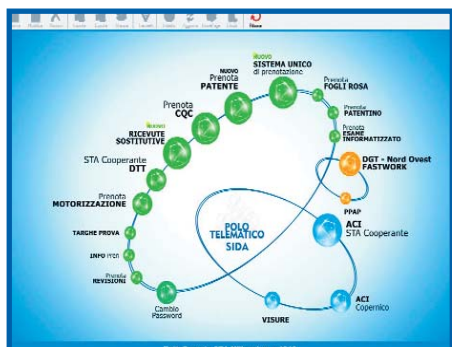 NUOVO
SISTEMA UNICO
di prenotazione
NUOVO
Prenota
PATENTE
Prenota
FOGLI ROSA
Prenota
CQC
Prenota
PATENTINO
NUOVO
RICEVUTE
SOSTITUTIVE
Prenota
ESAME
INFORMATIZZATO
STA Cooperante
DTT
DGT - Nord Ovest
FASTWORK
Prenota
MOTORIZZAZIONE
PPAP
POLO
TELEMATICO
SIDA
ACI
STA Cooperante
TARGHE PROVA
INFO Pren
Prenota
REVISIONI
Cambio
Password
VISURE
ACI
Copernico